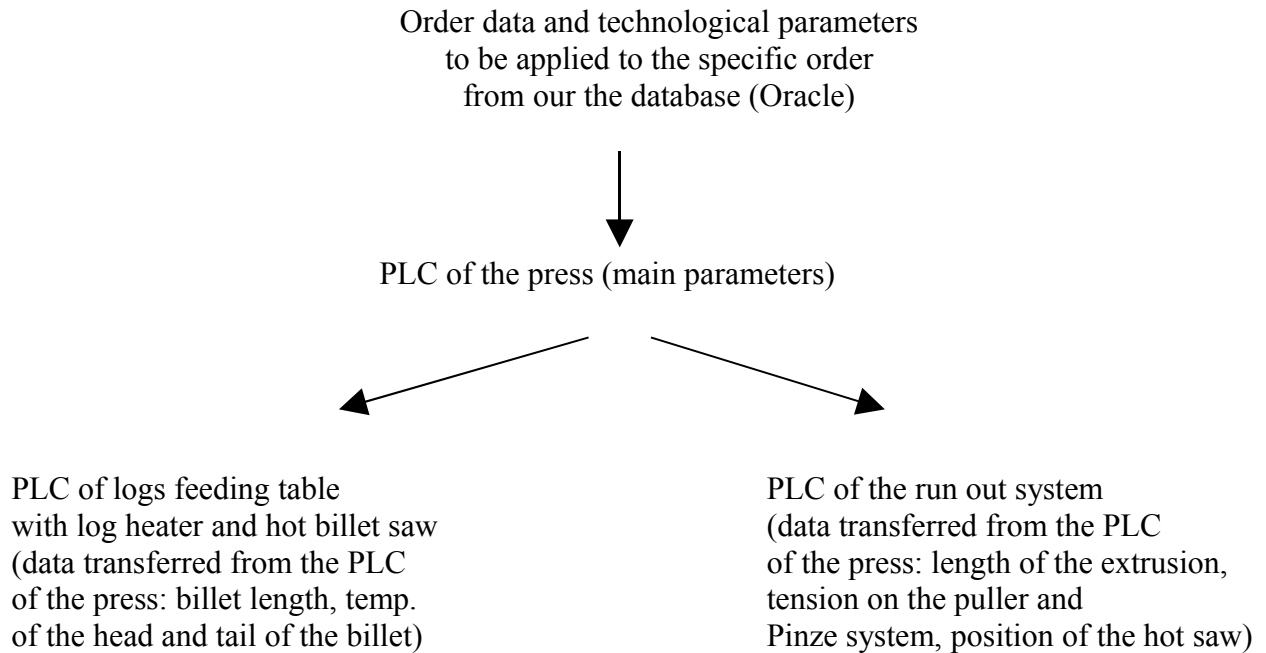 Order data and technological parameters
to be applied to the specific order
from our the database (Oracle)
PLC of the press (main parameters)
PLC of logs feeding table
with log heater and hot billet saw
(data transferred from the PLC
of the press: billet length, temp.
of the head and tail of the billet)
PLC of the run out system
(data transferred from the PLC
of the press: length of the extrusion,
tension on the puller and
Pinze system, position of the hot saw)